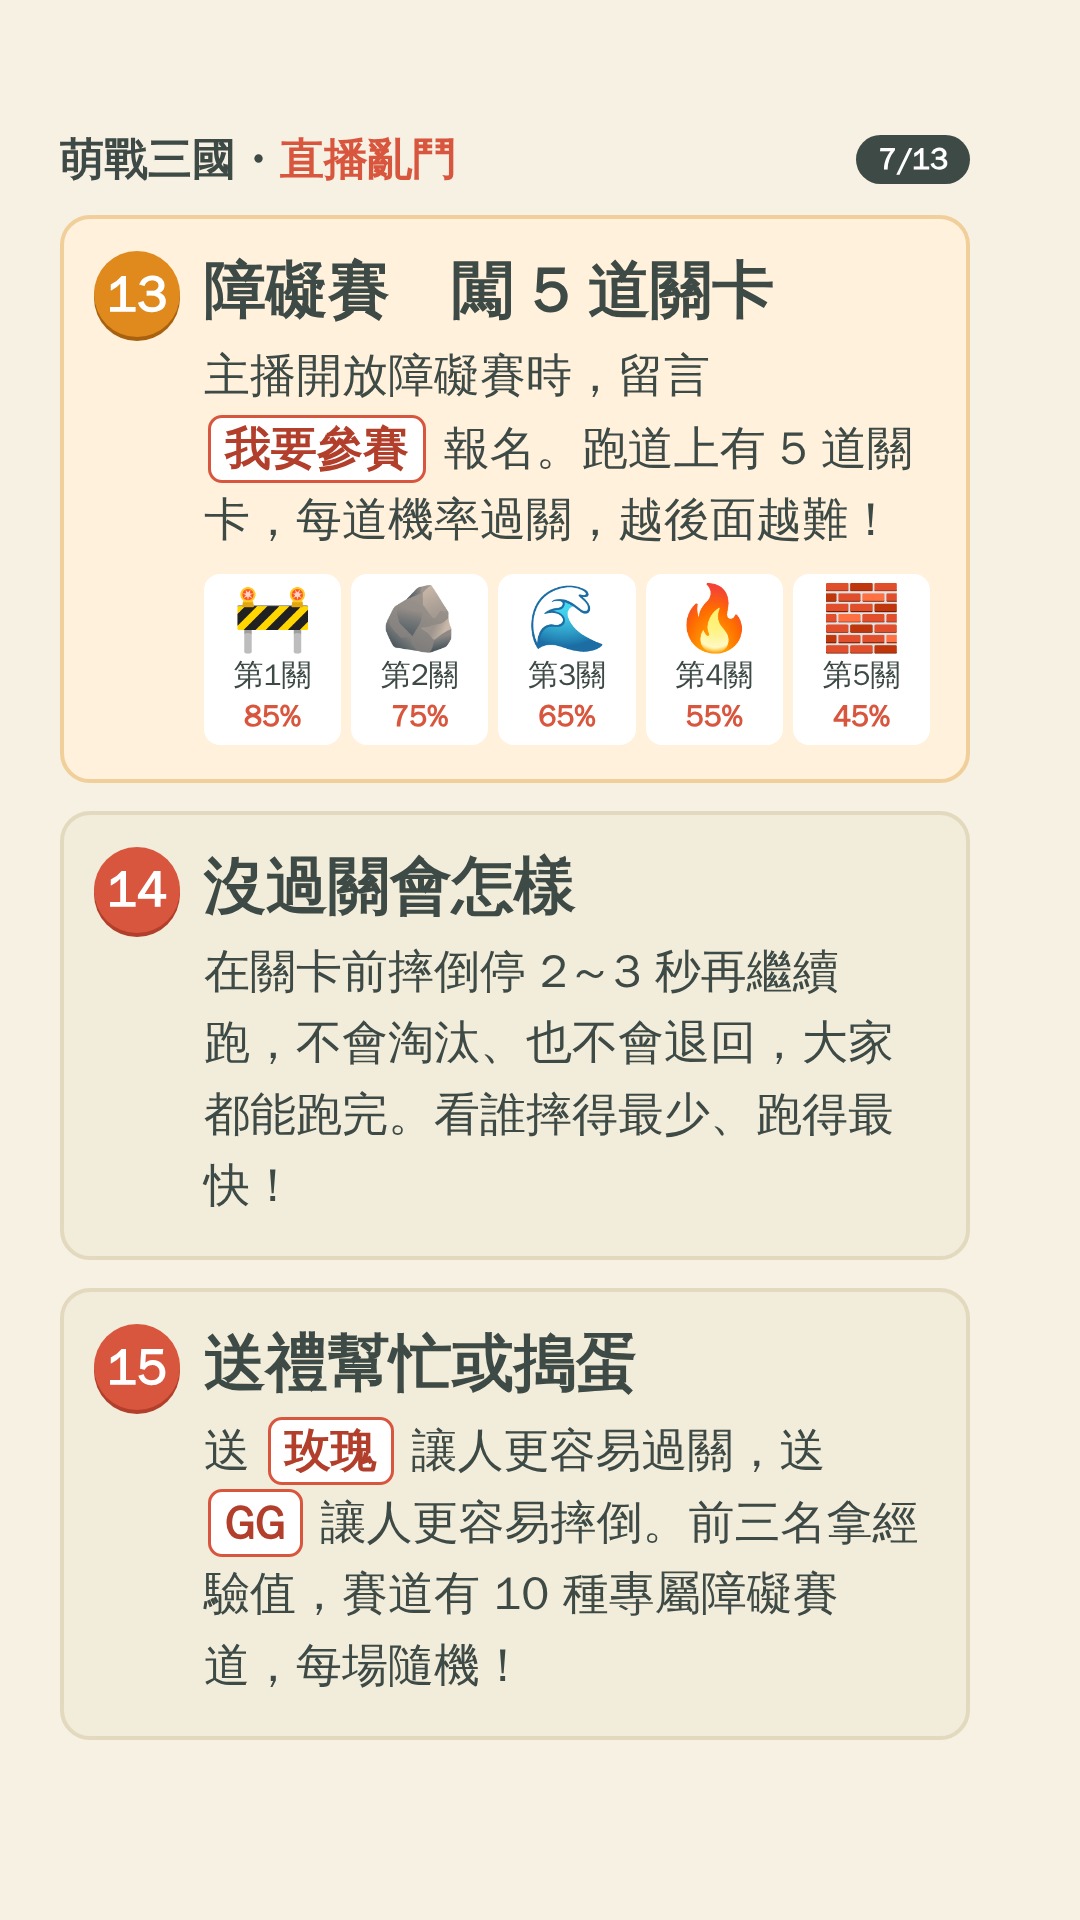 萌戰三國・直播亂鬥
7/13
13 障礙賽　闖 5 道關卡
主播開放障礙賽時，留言
我要參賽 報名。跑道上有 5 道關
卡，每道機率過關，越後面越難！
第1關 第2關 第3關 第4關 第5關
85% 75% 65% 55% 45%
14 沒過關會怎樣
在關卡前摔倒停 2～3 秒再繼續
跑，不會淘汰、也不會退回，大家
都能跑完。看誰摔得最少、跑得最
快！
15 送禮幫忙或搗蛋
送 玫瑰 讓人更容易過關，送
GG 讓人更容易摔倒。前三名拿經
驗值，賽道有 10 種專屬障礙賽
道，每場隨機！